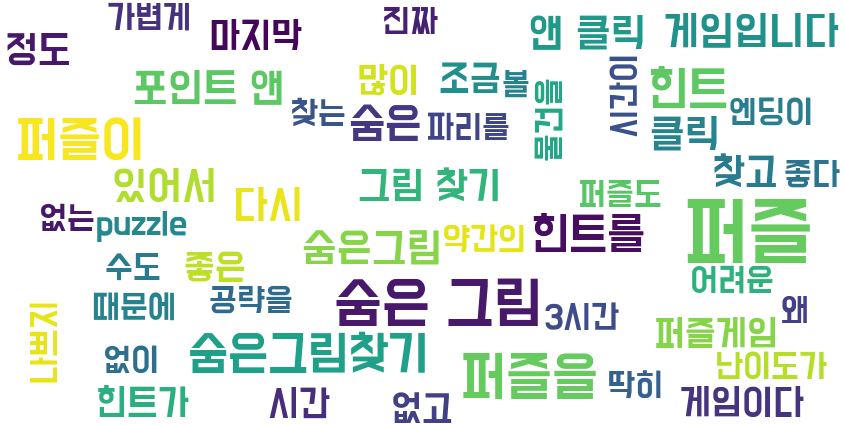 가볍게
진짜
마지막
앤 클릭
게임입니다
정도
포인트 앤
많이
조금
볼
시간이
힌트
엔딩이
찾는
숨은
파리를
물건을
클릭
퍼즐이
있어서
다시
그림 찾기
퍼즐도
찾고
좋다
없는
puzzle
숨은그림
약간의
힌트를
퍼즐
수도
좋은
어려운
때문에
공략을
숨은 그림
3시간
왜
나쁘지
없이
숨은그림찾기
퍼즐을
퍼즐게임
난이도가
딱히
힌트가
시간
없고
게임이다